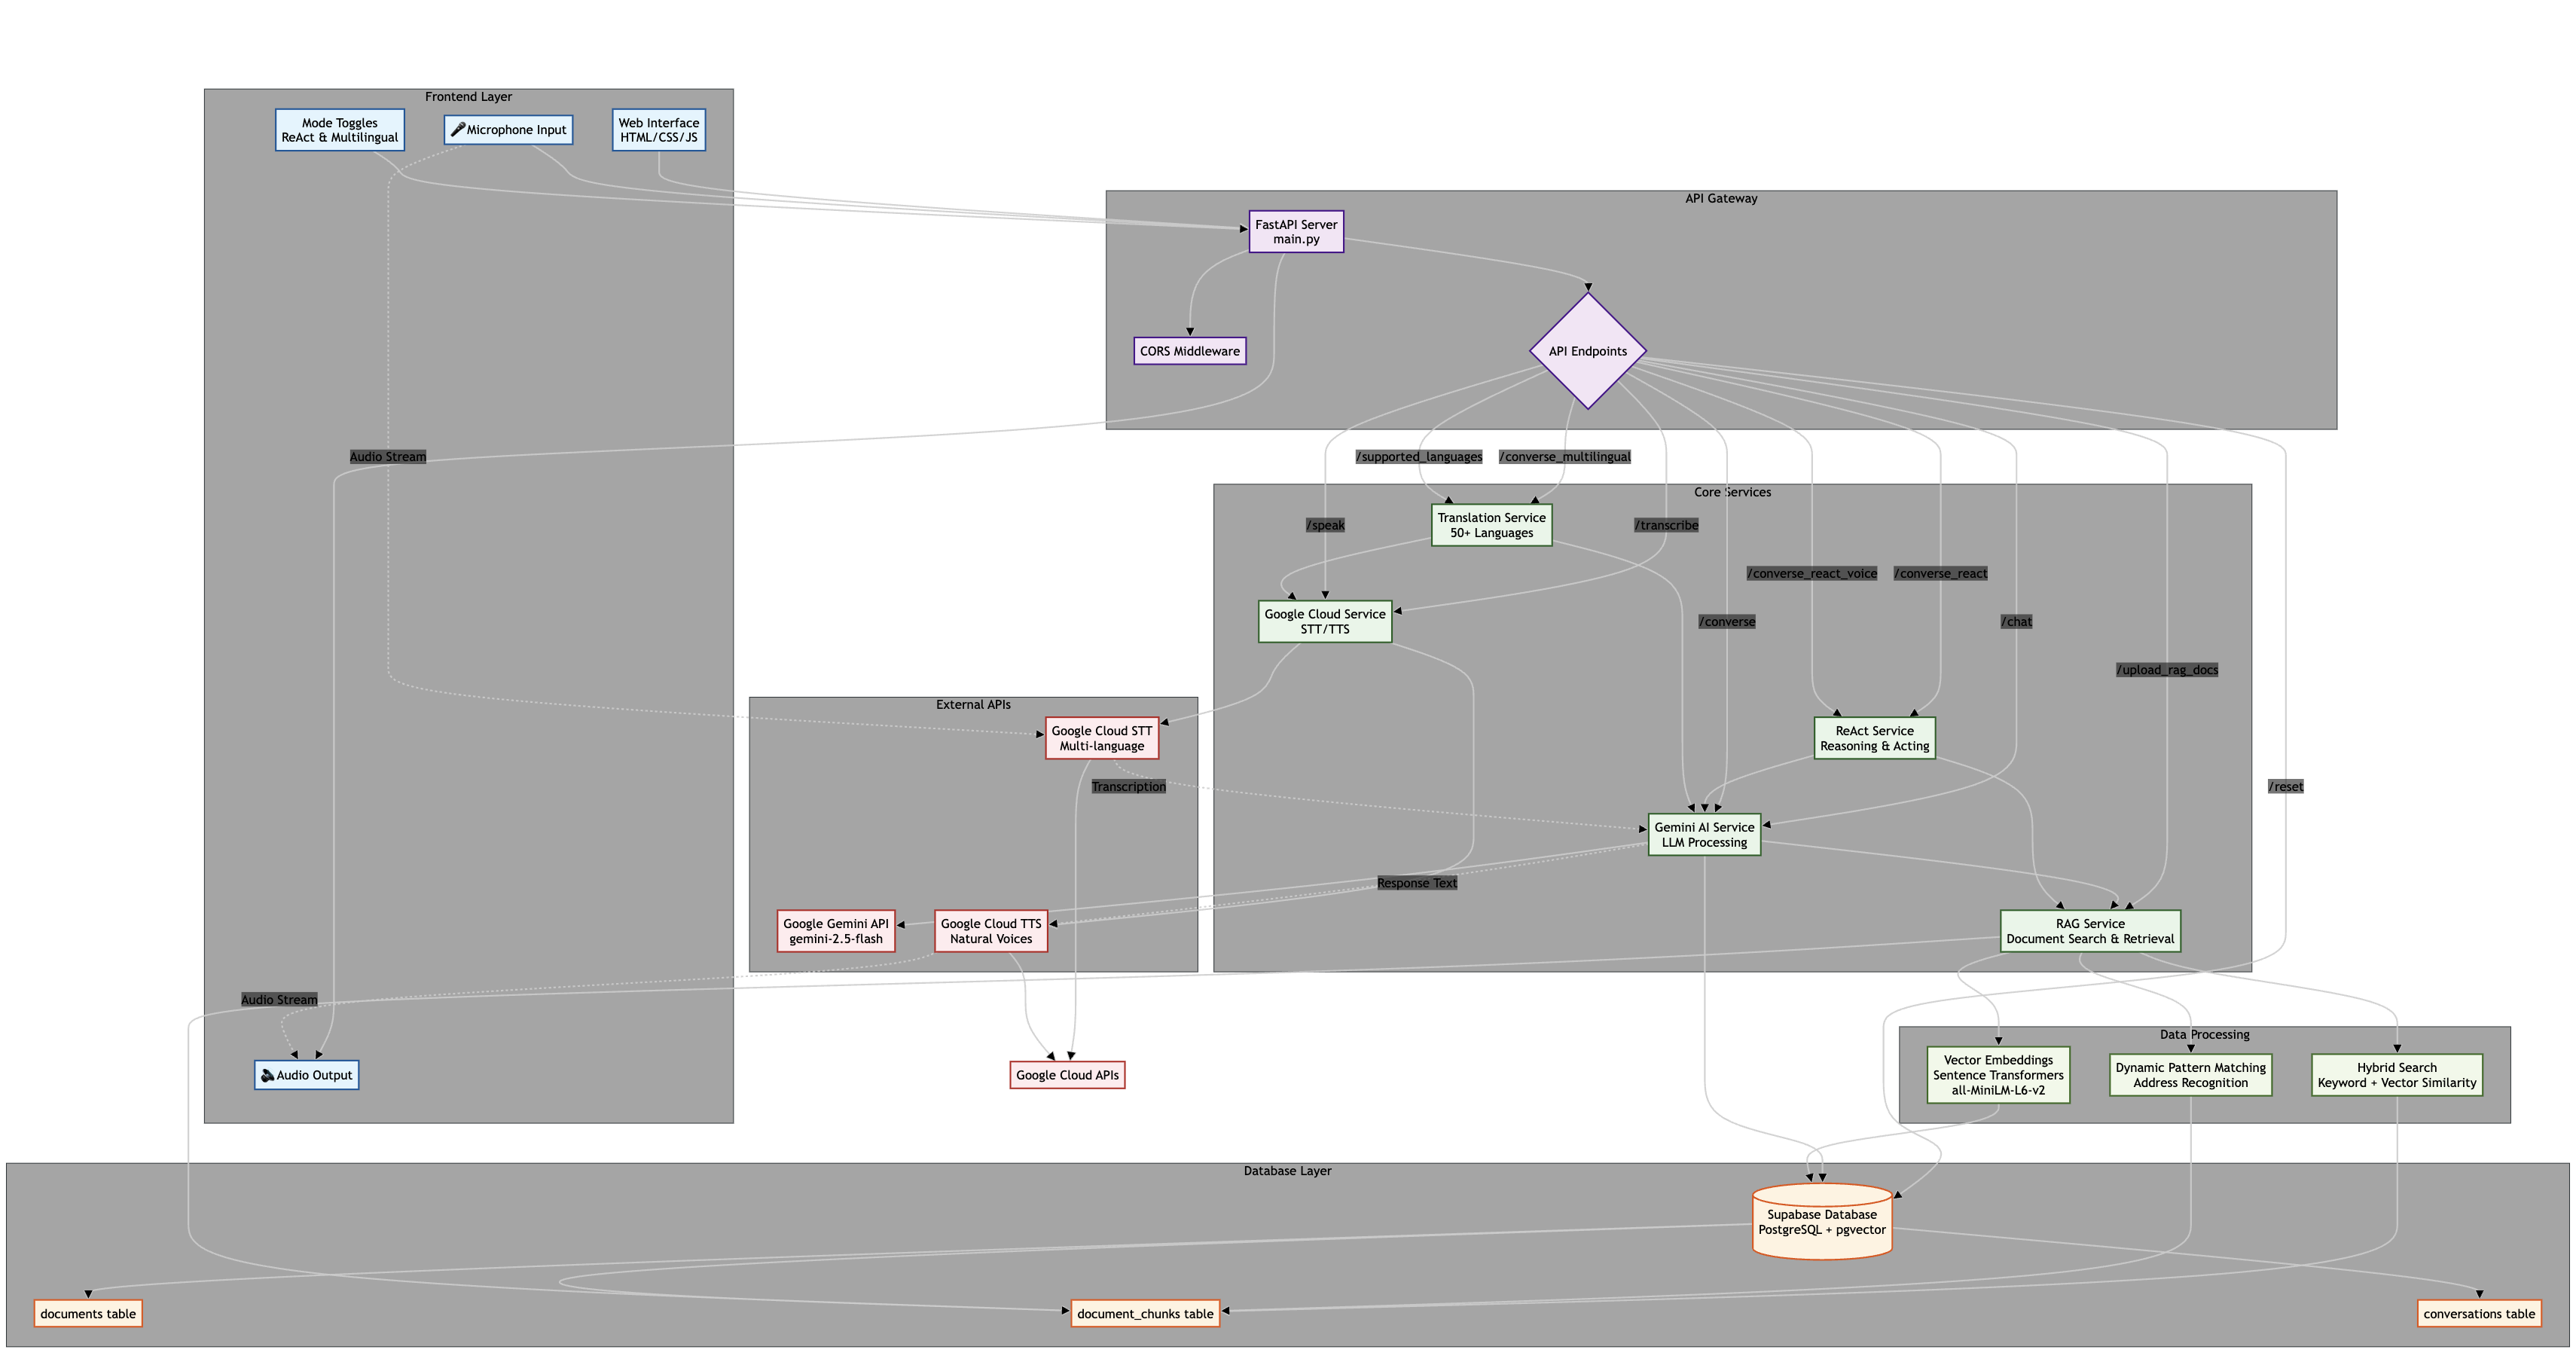 Frontend Layer
Mode Toggles
ReAct & Multilingual
🎤Microphone Input
Web Interface
HTML/CSS/JS
API Gateway
FastAPI Server
main.py
CORS Middleware
API Endpoints
Audio Stream
/supported_languages
/converse_multilingual
Core Services
Translation Service
50+ Languages
/speak
/transcribe
/converse_react_voice
/converse_react
Google Cloud Service
STT/TTS
/converse
/chat
/upload_rag_docs
External APIs
Google Cloud STT
Multi-language
ReAct Service
Reasoning & Acting
Transcription
/reset
Gemini AI Service
LLM Processing
Response Text
Google Gemini API
gemini-2.5-flash
Google Cloud TTS
Natural Voices
RAG Service
Document Search & Retrieval
Audio Stream
🔊Audio Output
Google Cloud APIs
Data Processing
Vector Embeddings
Sentence Transformers
all-MiniLM-L6-v2
Dynamic Pattern Matching
Address Recognition
Hybrid Search
Keyword + Vector Similarity
Database Layer
Supabase Database
PostgreSQL + pgvector
documents table
document_chunks table
conversations table